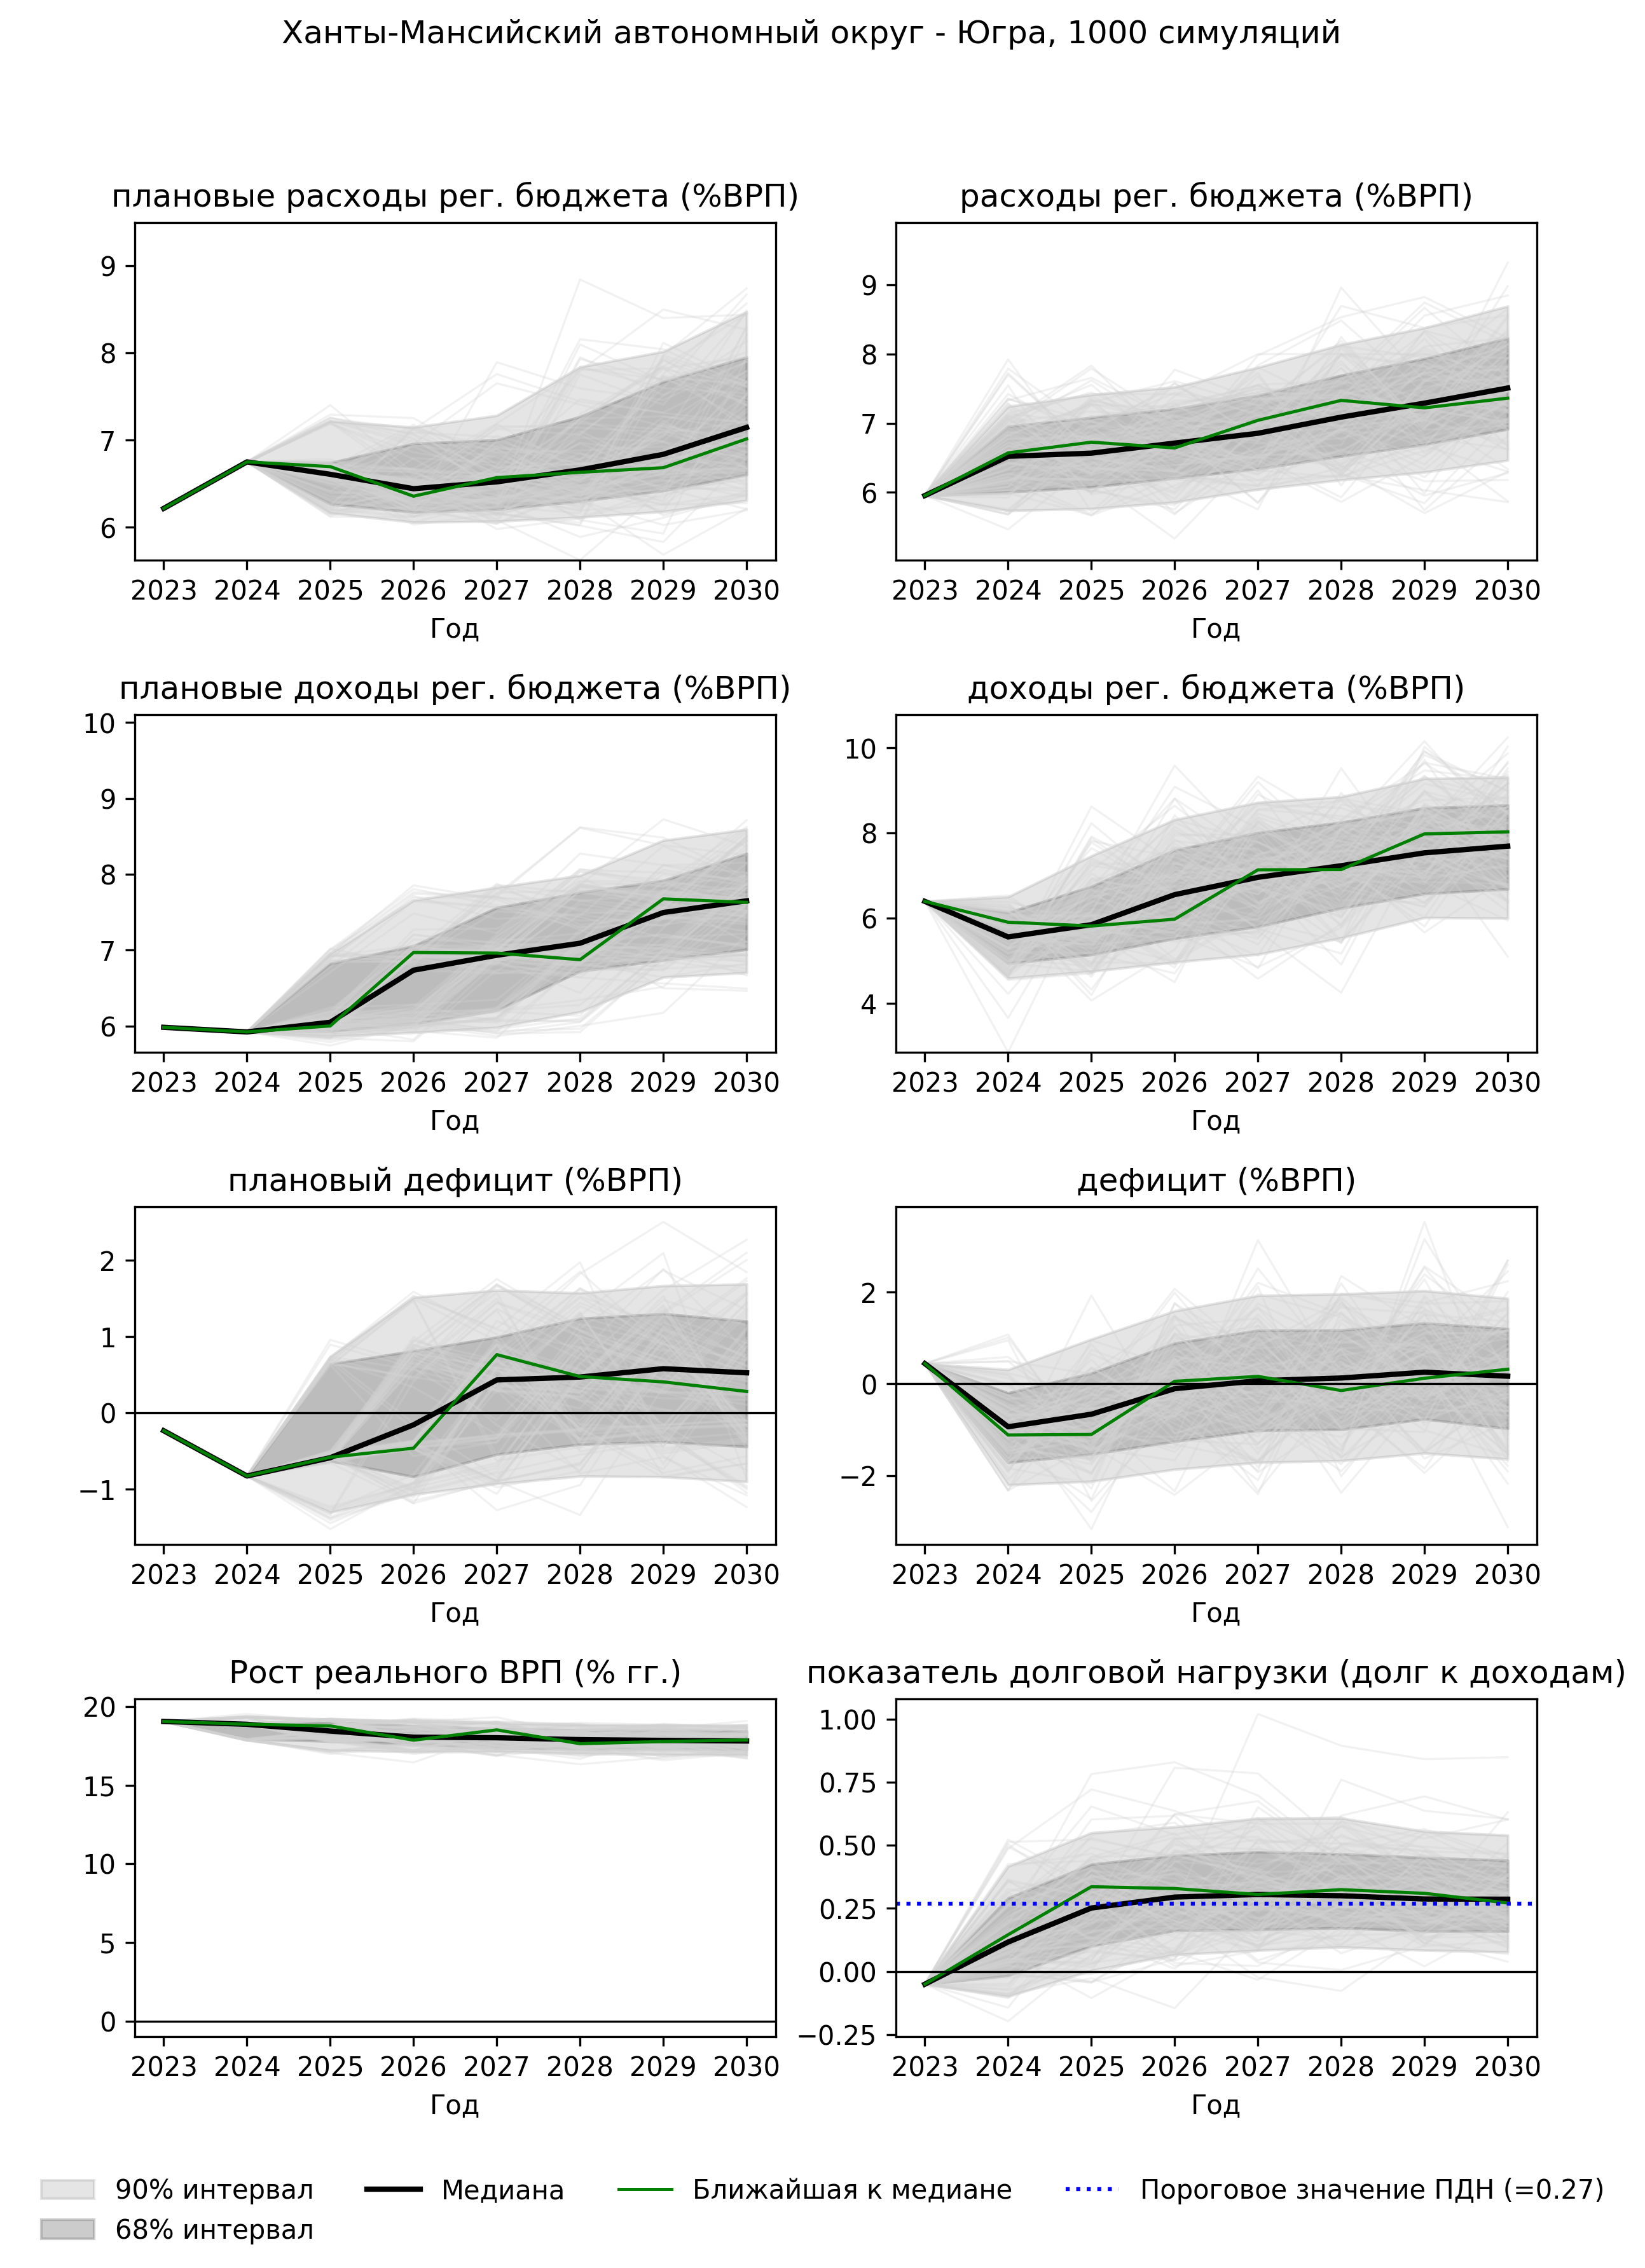 Ханты-Мансийский автономный округ - Югра, 1000 симуляций
плановые расходы рег. бюджета (%ВРП)
9
8
7
6
2023 2024 2025 2026 2027 2028 2029 2030
Год
расходы рег. бюджета (%ВРП)
9
8
7
6
2023 2024 2025 2026 2027 2028 2029 2030
Год
плановые доходы рег. бюджета (%ВРП)
10
9
8
7
6
2023 2024 2025 2026 2027 2028 2029 2030
Год
доходы рег. бюджета (%ВРП)
10
8
6
4
2023 2024 2025 2026 2027 2028 2029 2030
Год
плановый дефицит (%ВРП)
2
1
0
−1
2023 2024 2025 2026 2027 2028 2029 2030
Год
дефицит (%ВРП)
2
0
−2
2023 2024 2025 2026 2027 2028 2029 2030
Год
Рост реального ВРП (% гг.)
20
15
10
5
0
2023 2024 2025 2026 2027 2028 2029 2030
Год
показатель долговой нагрузки (долг к доходам)
1.00
0.75
0.50
0.25
0.00
−0.25
2023 2024 2025 2026 2027 2028 2029 2030
Год
90% интервал
68% интервал
Медиана
Ближайшая к медиане
Пороговое значение ПДН (=0.27)